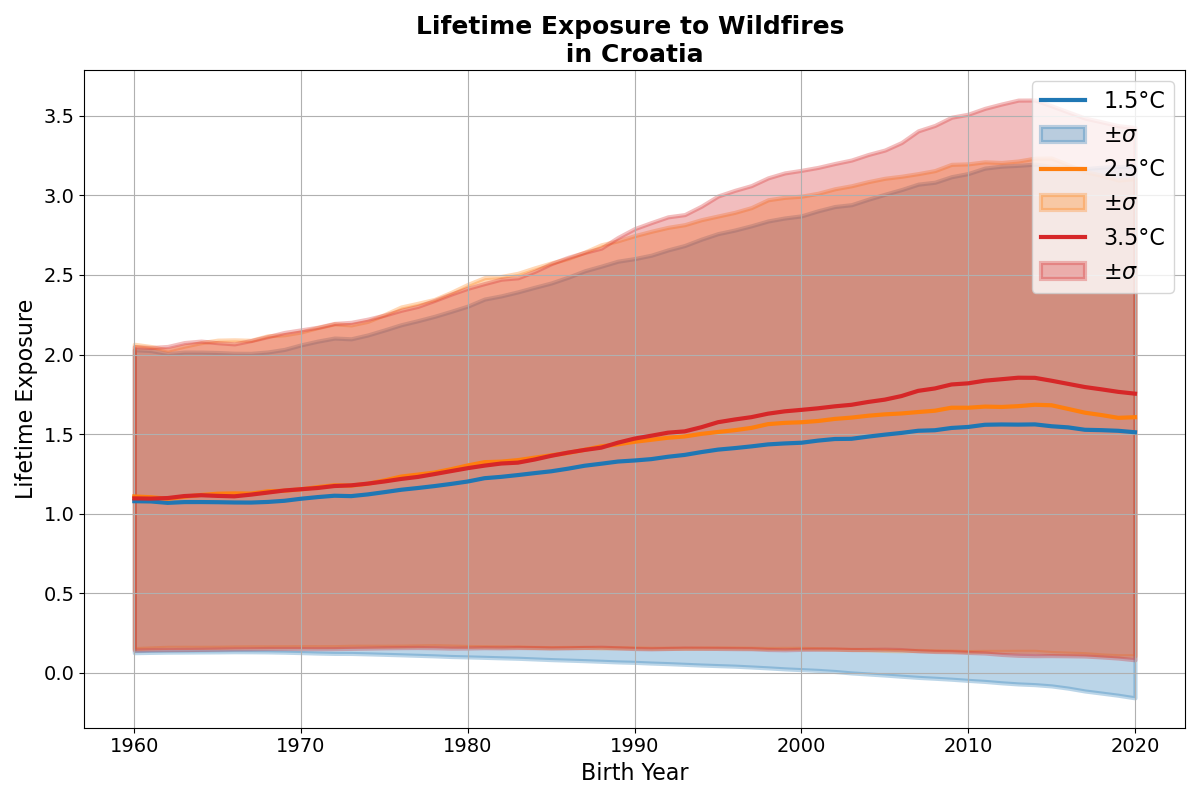 Lifetime Exposure to Wildfires
in Croatia
Lifetime Exposure
3.5
3.0
2.5
2.0
1.5
1.0
0.5
0.0
1960 1970 1980 1990 2000 2010 2020
Birth Year
1.5°C
±σ
2.5°C
±σ
3.5°C
±σ